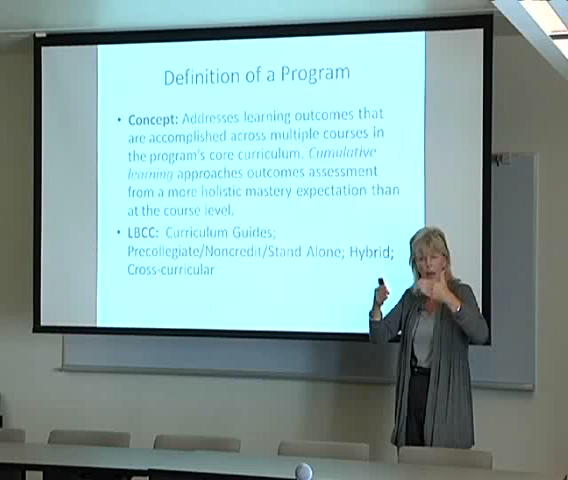 Definition of a Program
• Concept: Addresses learning outcomes that
are accomplished across multiple courses in
the program's core curriculum. Cumulative
learning approaches outcomes assessment
from a more holistic mastery expectation than
at the course level.
• LBCC: Curriculum Guides;
Precollegiate/Noncredit/Stand Alone; Hybrid;
Cross-curricular